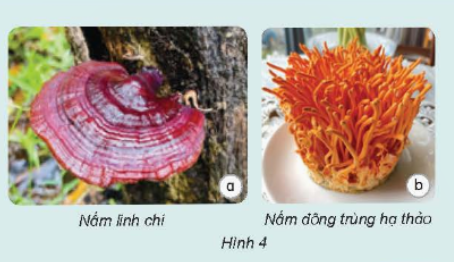 a
b
Nấm linh chi
Nấm đông trùng hạ thảo
Hình 4